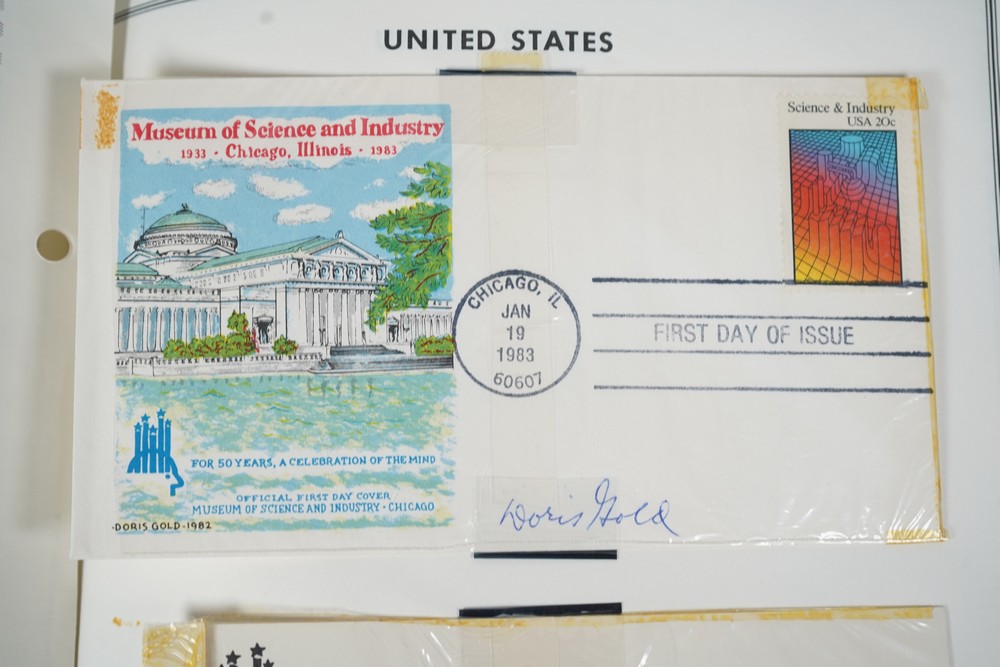 UNITED STATES
Museum of Science and Industry
1933 · Chicago, Illinois · 1983
Science & Industry
USA 20c
CHICAGO, IL
JAN
19
1983
60607
FIRST DAY OF ISSUE
FOR 50 YEARS, A CELEBRATION OF THE MIND
OFFICIAL FIRST DAY COVER
MUSEUM OF SCIENCE AND INDUSTRY · CHICAGO
DORIS GOLD-1982
Doris Gold